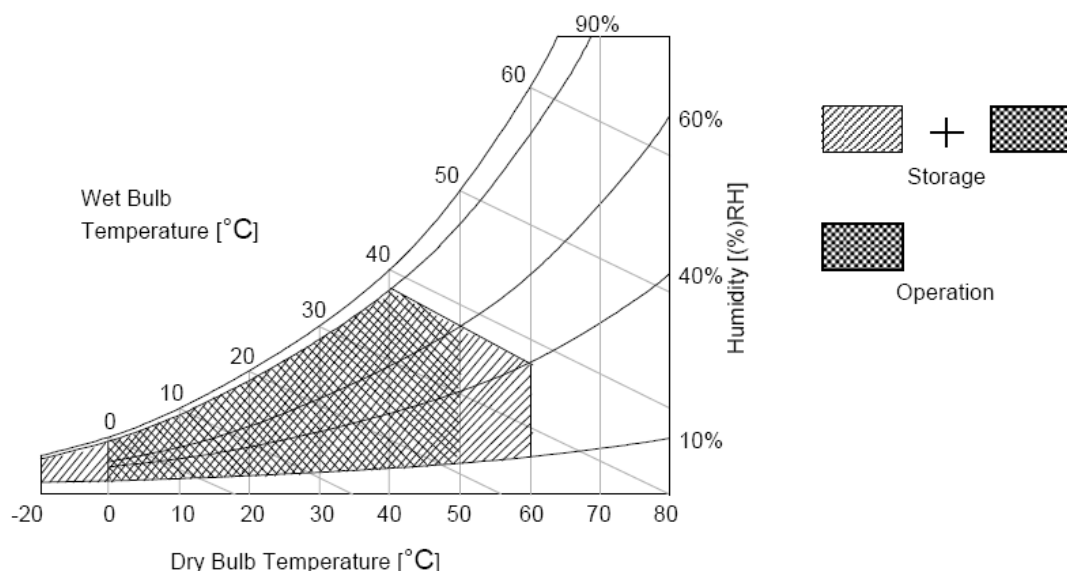 90%
60
60%
50
Wet Bulb
Temperature [°C]
40
30
20
10
0
40%
10%
Humidity [(%)RH]
-20 0 10 20 30 40 50 60 70 80
Dry Bulb Temperature [°C]
+
Storage
Operation